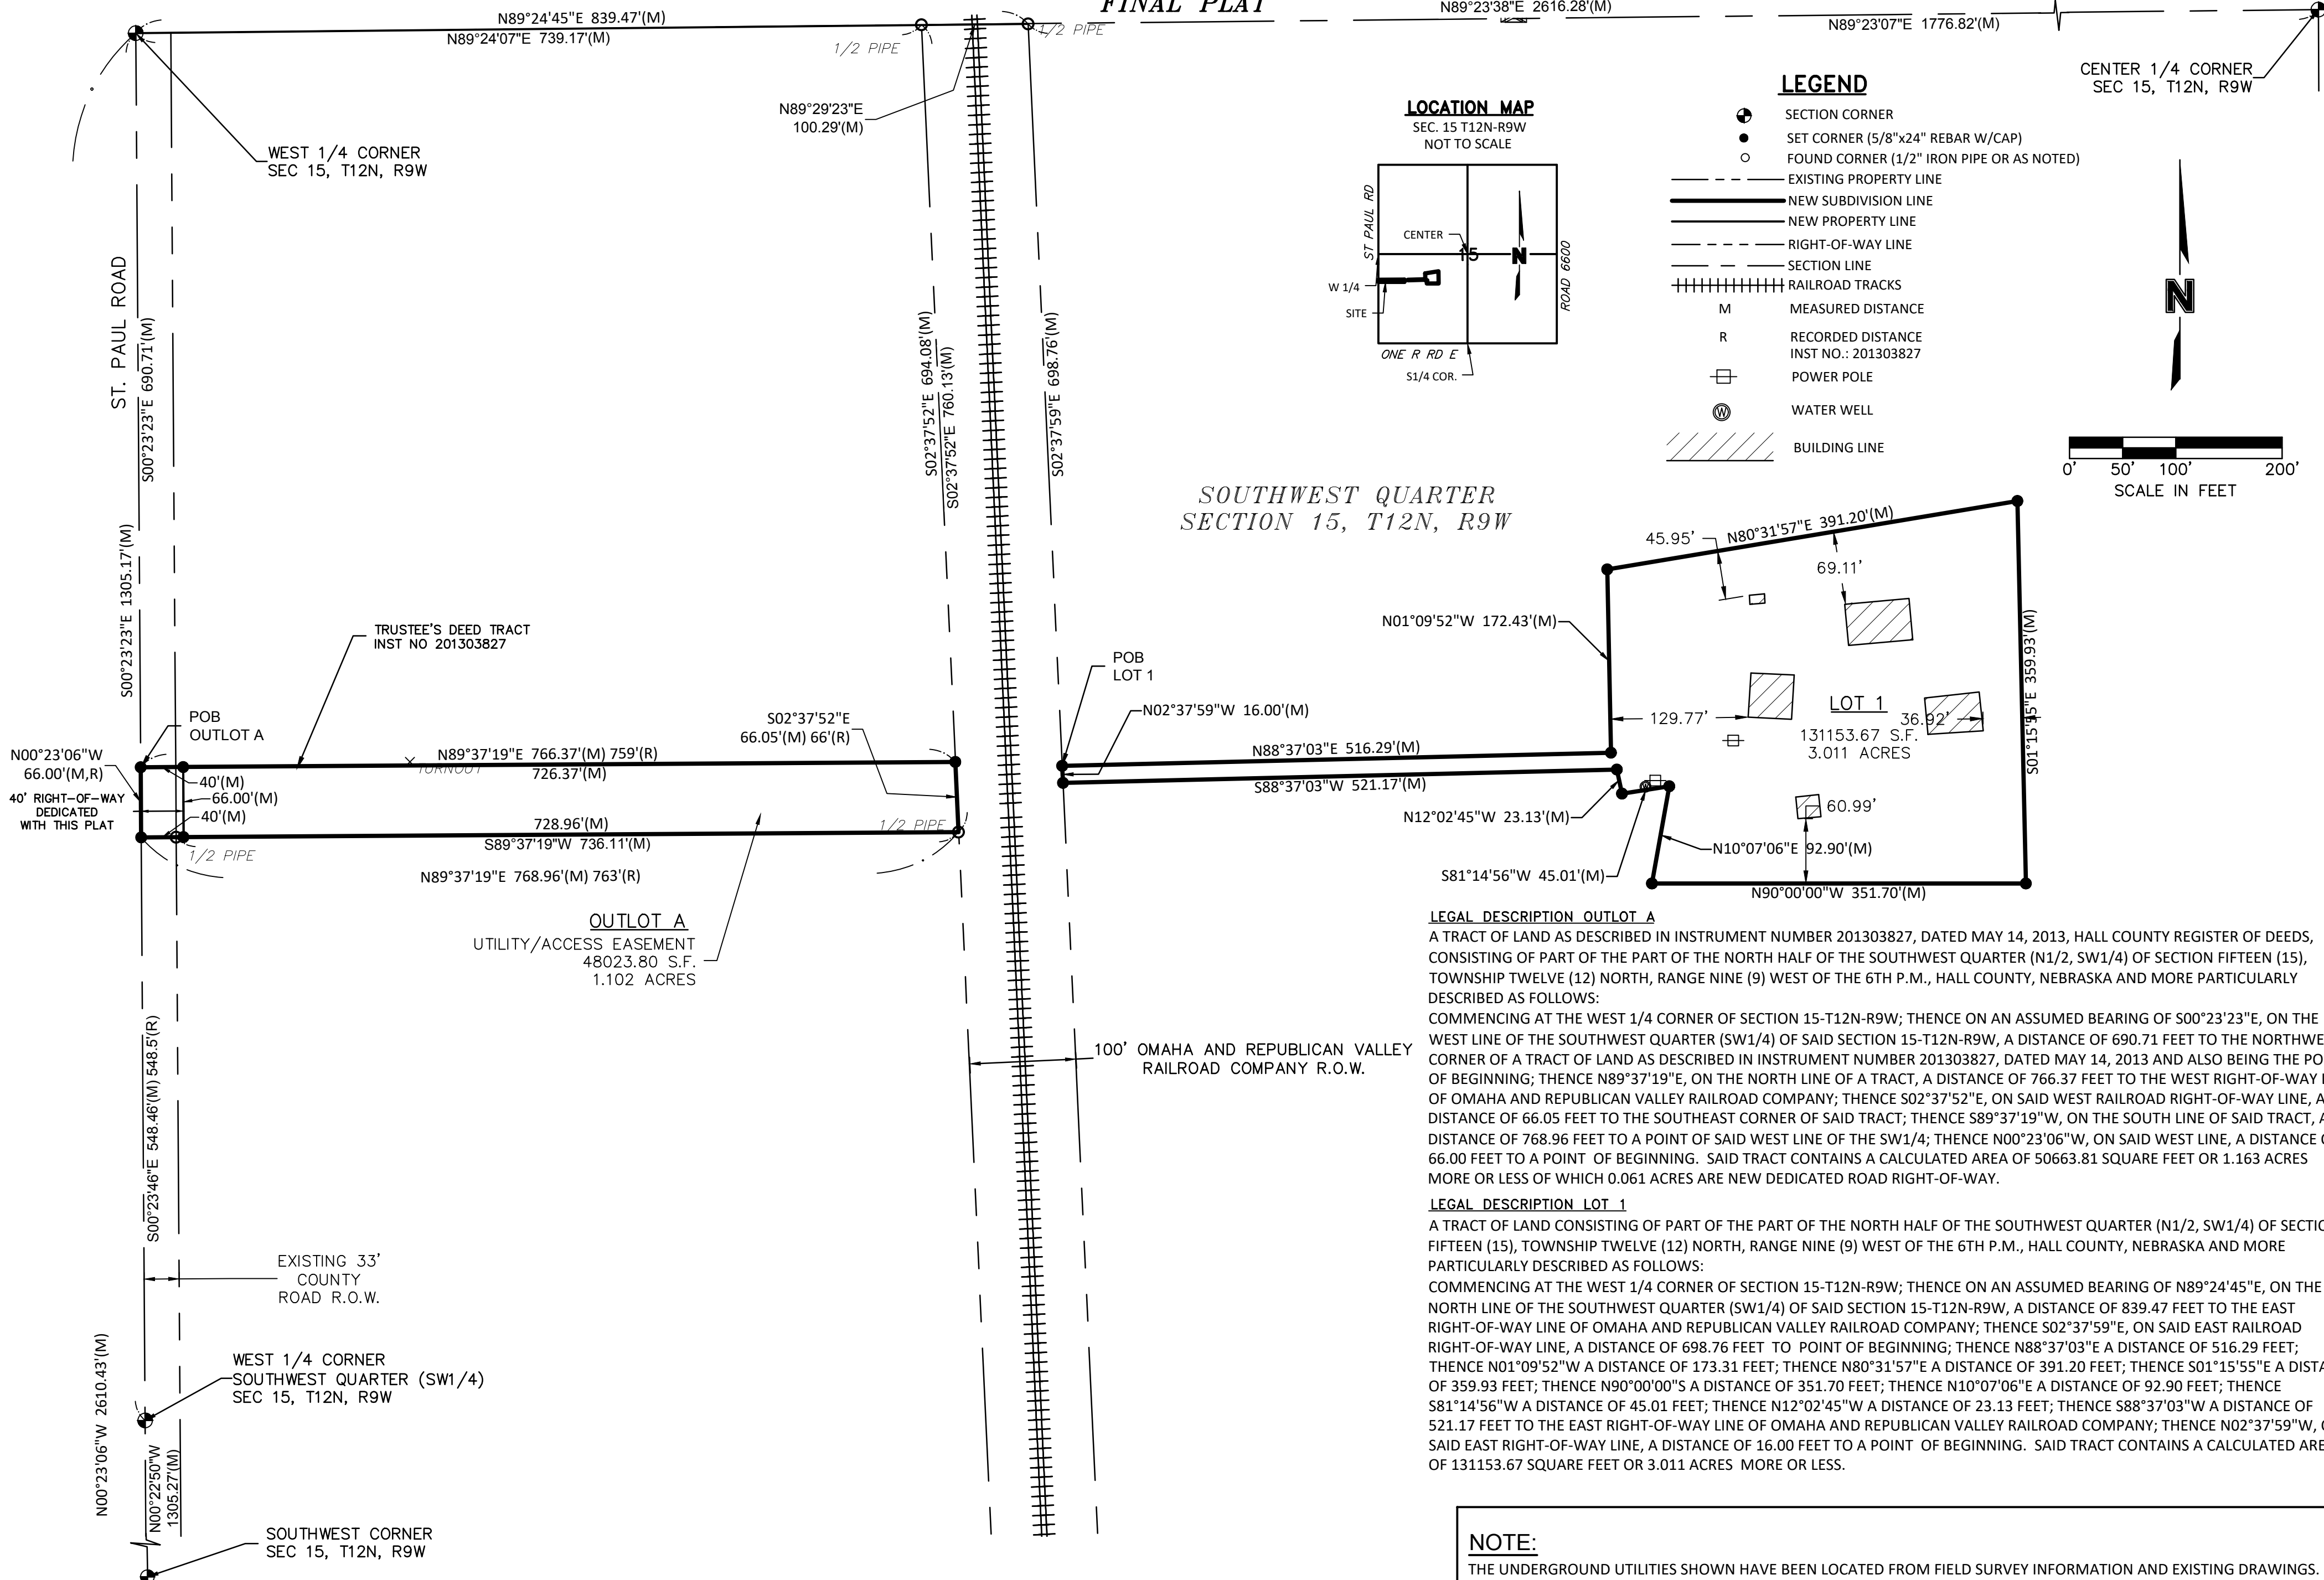 FINAL PLAT
N89°24'45"E 839.47'(M)
N89°24'07"E 739.17'(M)
1/2 PIPE
1/2 PIPE
N89°23'38"E 2616.28'(M)
N89°23'07"E 1776.82'(M)
N89°29'23"E
100.29'(M)
WEST 1/4 CORNER
SEC 15, T12N, R9W
CENTER 1/4 CORNER
SEC 15, T12N, R9W
LOCATION MAP
SEC. 15 T12N-R9W
NOT TO SCALE
ST PAUL RD
CENTER
15
N
ROAD 6600
W 1/4
SITE
ONE R RD E
S1/4 COR.
LEGEND
SECTION CORNER
SET CORNER (5/8"x24" REBAR W/CAP)
FOUND CORNER (1/2" IRON PIPE OR AS NOTED)
EXISTING PROPERTY LINE
NEW SUBDIVISION LINE
NEW PROPERTY LINE
RIGHT-OF-WAY LINE
SECTION LINE
RAILROAD TRACKS
M MEASURED DISTANCE
R RECORDED DISTANCE
INST NO.: 201303827
POWER POLE
W WATER WELL
BUILDING LINE
N
0' 50' 100' 200'
SCALE IN FEET
ST. PAUL ROAD
S00°23'23"E 690.71'(M)
S00°23'23"E 1305.17'(M)
S02°37'52"E 694.08'(M)
S02°37'52"E 760.13'(M)
S02°37'59"E 698.76'(M)
SOUTHWEST QUARTER
SECTION 15, T12N, R9W
TRUSTEE'S DEED TRACT
INST NO 201303827
POB
OUTLOT A
N00°23'06"W
66.00'(M,R)
40' RIGHT-OF-WAY
DEDICATED
WITH THIS PLAT
40'(M)
66.00'(M)
40'(M)
1/2 PIPE
N89°37'19"E 766.37'(M) 759'(R)
TURNOUT
726.37'(M)
S02°37'52"E
66.05'(M) 66'(R)
728.96'(M)
1/2 PIPE
S89°37'19"W 736.11'(M)
N89°37'19"E 768.96'(M) 763'(R)
OUTLOT A
UTILITY/ACCESS EASEMENT
48023.80 S.F.
1.102 ACRES
POB
LOT 1
N02°37'59"W 16.00'(M)
N88°37'03"E 516.29'(M)
S88°37'03"W 521.17'(M)
N01°09'52"W 172.43'(M)
45.95'
N80°31'57"E 391.20'(M)
69.11'
S01°15'55"E 359.93'(M)
129.77'
LOT 1
36.92'
131153.67 S.F.
3.011 ACRES
W
60.99'
N12°02'45"W 23.13'(M)
N10°07'06"E 92.90'(M)
S81°14'56"W 45.01'(M)
N90°00'00"W 351.70'(M)
100' OMAHA AND REPUBLICAN VALLEY
RAILROAD COMPANY R.O.W.
S00°23'46"E 548.46'(M) 548.5'(R)
EXISTING 33'
COUNTY
ROAD R.O.W.
N00°23'06"W 2610.43'(M)
WEST 1/4 CORNER
SOUTHWEST QUARTER (SW1/4)
SEC 15, T12N, R9W
N00°22'50"W
1305.27'(M)
SOUTHWEST CORNER
SEC 15, T12N, R9W
LEGAL DESCRIPTION OUTLOT A
A TRACT OF LAND AS DESCRIBED IN INSTRUMENT NUMBER 201303827, DATED MAY 14, 2013, HALL COUNTY REGISTER OF DEEDS,
CONSISTING OF PART OF THE PART OF THE NORTH HALF OF THE SOUTHWEST QUARTER (N1/2, SW1/4) OF SECTION FIFTEEN (15),
TOWNSHIP TWELVE (12) NORTH, RANGE NINE (9) WEST OF THE 6TH P.M., HALL COUNTY, NEBRASKA AND MORE PARTICULARLY
DESCRIBED AS FOLLOWS:
COMMENCING AT THE WEST 1/4 CORNER OF SECTION 15-T12N-R9W; THENCE ON AN ASSUMED BEARING OF S00°23'23"E, ON THE
WEST LINE OF THE SOUTHWEST QUARTER (SW1/4) OF SAID SECTION 15-T12N-R9W, A DISTANCE OF 690.71 FEET TO THE NORTHWE
CORNER OF A TRACT OF LAND AS DESCRIBED IN INSTRUMENT NUMBER 201303827, DATED MAY 14, 2013 AND ALSO BEING THE PO
OF BEGINNING; THENCE N89°37'19"E, ON THE NORTH LINE OF A TRACT, A DISTANCE OF 766.37 FEET TO THE WEST RIGHT-OF-WAY
OF OMAHA AND REPUBLICAN VALLEY RAILROAD COMPANY; THENCE S02°37'52"E, ON SAID WEST RAILROAD RIGHT-OF-WAY LINE, A
DISTANCE OF 66.05 FEET TO THE SOUTHEAST CORNER OF SAID TRACT; THENCE S89°37'19"W, ON THE SOUTH LINE OF SAID TRACT, A
DISTANCE OF 768.96 FEET TO A POINT OF SAID WEST LINE OF THE SW1/4; THENCE N00°23'06"W, ON SAID WEST LINE, A DISTANCE
66.00 FEET TO A POINT OF BEGINNING. SAID TRACT CONTAINS A CALCULATED AREA OF 50663.81 SQUARE FEET OR 1.163 ACRES
MORE OR LESS OF WHICH 0.061 ACRES ARE NEW DEDICATED ROAD RIGHT-OF-WAY.
LEGAL DESCRIPTION LOT 1
A TRACT OF LAND CONSISTING OF PART OF THE PART OF THE NORTH HALF OF THE SOUTHWEST QUARTER (N1/2, SW1/4) OF SECTIO
FIFTEEN (15), TOWNSHIP TWELVE (12) NORTH, RANGE NINE (9) WEST OF THE 6TH P.M., HALL COUNTY, NEBRASKA AND MORE
PARTICULARLY DESCRIBED AS FOLLOWS:
COMMENCING AT THE WEST 1/4 CORNER OF SECTION 15-T12N-R9W; THENCE ON AN ASSUMED BEARING OF N89°24'45"E, ON THE
NORTH LINE OF THE SOUTHWEST QUARTER (SW1/4) OF SAID SECTION 15-T12N-R9W, A DISTANCE OF 839.47 FEET TO THE EAST
RIGHT-OF-WAY LINE OF OMAHA AND REPUBLICAN VALLEY RAILROAD COMPANY; THENCE S02°37'59"E, ON SAID EAST RAILROAD
RIGHT-OF-WAY LINE, A DISTANCE OF 698.76 FEET TO POINT OF BEGINNING; THENCE N88°37'03"E A DISTANCE OF 516.29 FEET;
THENCE N01°09'52"W A DISTANCE OF 173.31 FEET; THENCE N80°31'57"E A DISTANCE OF 391.20 FEET; THENCE S01°15'55"E A DISTA
OF 359.93 FEET; THENCE N90°00'00"S A DISTANCE OF 351.70 FEET; THENCE N10°07'06"E A DISTANCE OF 92.90 FEET; THENCE
S81°14'56"W A DISTANCE OF 45.01 FEET; THENCE N12°02'45"W A DISTANCE OF 23.13 FEET; THENCE S88°37'03"W A DISTANCE OF
521.17 FEET TO THE EAST RIGHT-OF-WAY LINE OF OMAHA AND REPUBLICAN VALLEY RAILROAD COMPANY; THENCE N02°37'59"W,
SAID EAST RIGHT-OF-WAY LINE, A DISTANCE OF 16.00 FEET TO A POINT OF BEGINNING. SAID TRACT CONTAINS A CALCULATED ARE
OF 131153.67 SQUARE FEET OR 3.011 ACRES MORE OR LESS.
NOTE:
THE UNDERGROUND UTILITIES SHOWN HAVE BEEN LOCATED FROM FIELD SURVEY INFORMATION AND EXISTING DRAWINGS.